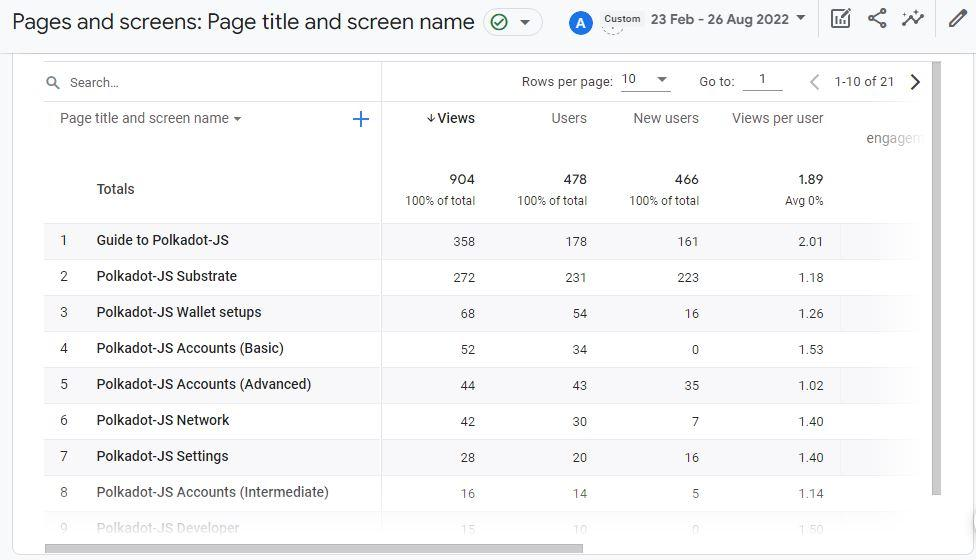 Pages and screens: Page title and screen name
A Custom 23 Feb - 26 Aug 2022
Search...
Rows per page: 10 Go to: 1 1-10 of 21
Page title and screen name + Views Users New users Views per user
engagem
Totals 904 478 466 1.89
100% of total 100% of total 100% of total Avg 0%
1 Guide to Polkadot-JS 358 178 161 2.01
2 Polkadot-JS Substrate 272 231 223 1.18
3 Polkadot-JS Wallet setups 68 54 16 1.26
4 Polkadot-JS Accounts (Basic) 52 34 0 1.53
5 Polkadot-JS Accounts (Advanced) 44 43 35 1.02
6 Polkadot-JS Network 42 30 7 1.40
7 Polkadot-JS Settings 28 20 16 1.40
8 Polkadot-JS Accounts (Intermediate) 16 14 5 1.14
9 Polkadot-JS Developer 15 10 0 1.50